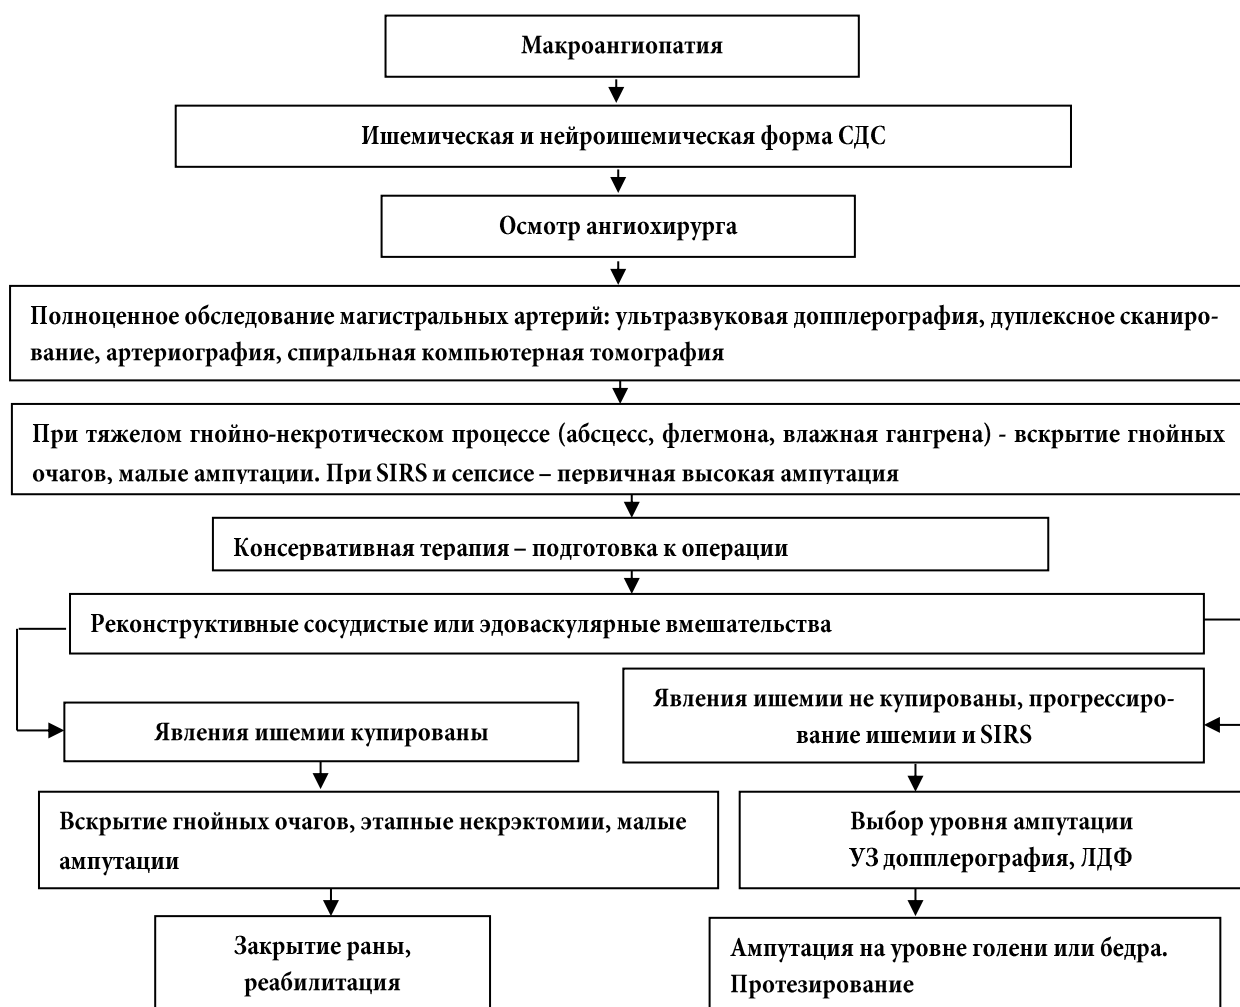 Макроангиопатия
Ишемическая и нейроишемическая форма СДС
Осмотр ангиохирурга
Полноценное обследование магистральных артерий: ультразвуковая допплерография, дуплексное сканиро-
вание, артериография, спиральная компьютерная томография
При тяжелом гнойно-некротическом процессе (абсцесс, флегмона, влажная гангрена) - вскрытие гнойных
очагов, малые ампутации. При SIRS и сепсисе – первичная высокая ампутация
Консервативная терапия – подготовка к операции
Реконструктивные сосудистые или эдоваскулярные вмешательства
Явления ишемии купированы
Явления ишемии не купированы, прогрессиро-
вание ишемии и SIRS
Вскрытие гнойных очагов, этапные некрэктомии, малые
ампутации
Выбор уровня ампутации
УЗ допплерография, ЛДФ
Закрытие раны,
реабилитация
Ампутация на уровне голени или бедра.
Протезирование